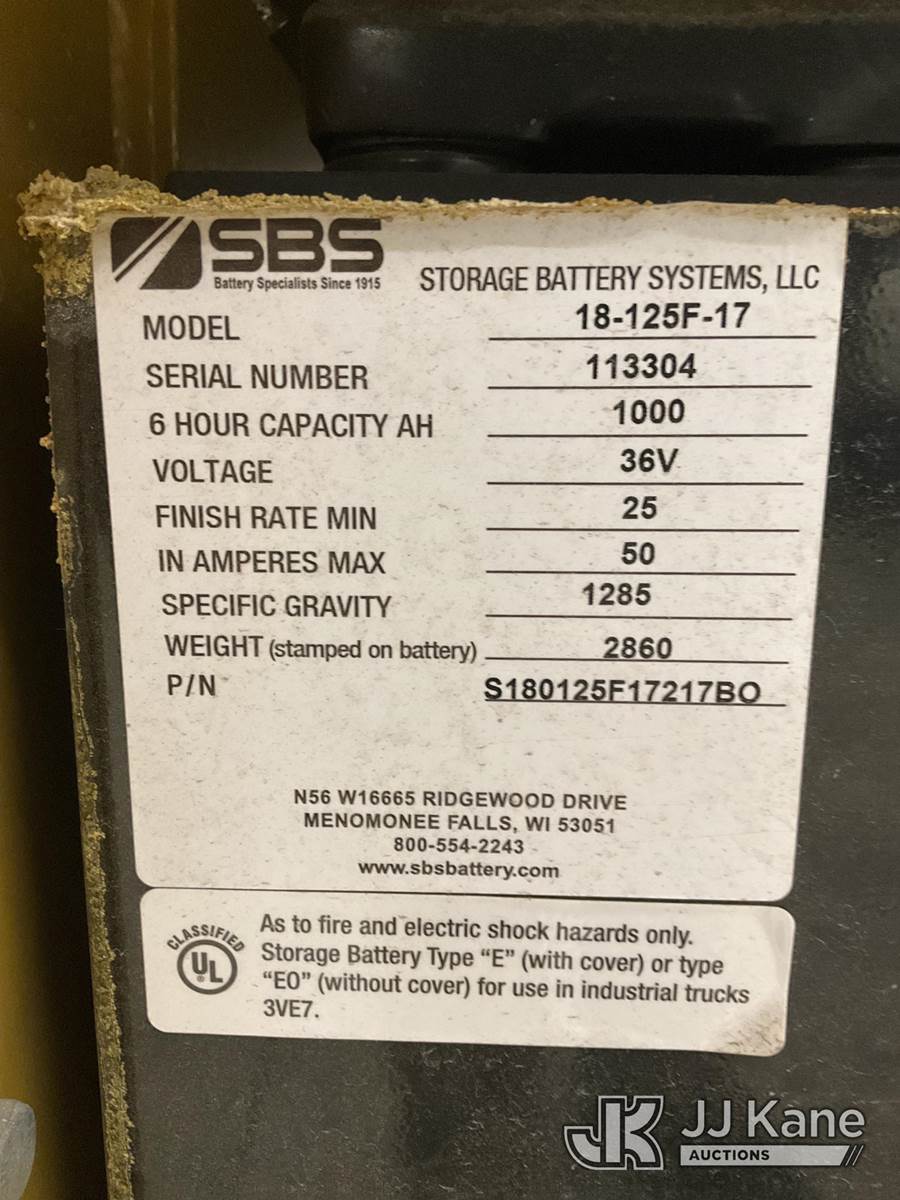 SBS
Battery Specialists Since 1915
STORAGE BATTERY SYSTEMS, LLC
MODEL 18-125F-17
SERIAL NUMBER 113304
6 HOUR CAPACITY AH 1000
VOLTAGE 36V
FINISH RATE MIN 25
IN AMPERES MAX 50
SPECIFIC GRAVITY 1285
WEIGHT (stamped on battery) 2860
P/N S180125F17217BO
N56 W16665 RIDGEWOOD DRIVE
MENOMONEE FALLS, WI 53051
800-554-2243
www.sbsbattery.com
CLASSIFIED
UL
®
As to fire and electric shock hazards only.
Storage Battery Type “E” (with cover) or type
“EO” (without cover) for use in industrial trucks
3VE7.
JK JJ Kane
AUCTIONS